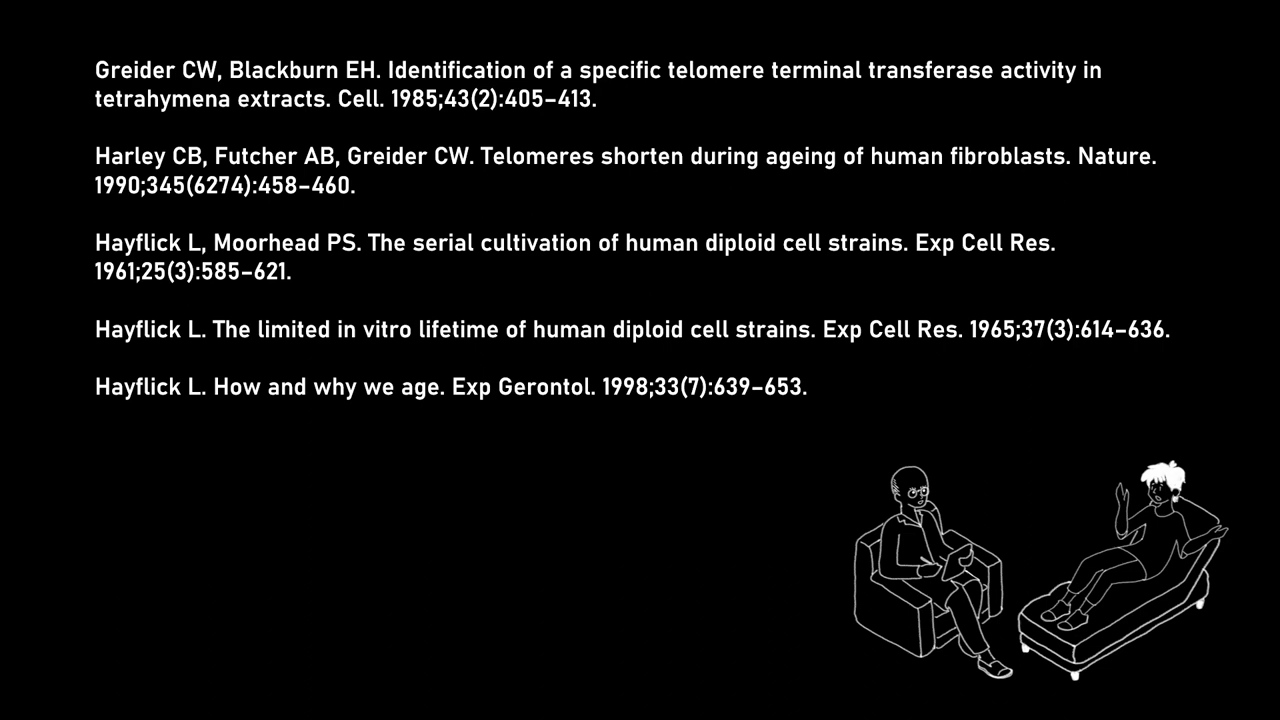 Greider CW, Blackburn EH. Identification of a specific telomere terminal transferase activity in
tetrahymena extracts. Cell. 1985;43(2):405–413.
Harley CB, Futcher AB, Greider CW. Telomeres shorten during ageing of human fibroblasts. Nature.
1990;345(6274):458–460.
Hayflick L, Moorhead PS. The serial cultivation of human diploid cell strains. Exp Cell Res.
1961;25(3):585–621.
Hayflick L. The limited in vitro lifetime of human diploid cell strains. Exp Cell Res. 1965;37(3):614–636.
Hayflick L. How and why we age. Exp Gerontol. 1998;33(7):639–653.